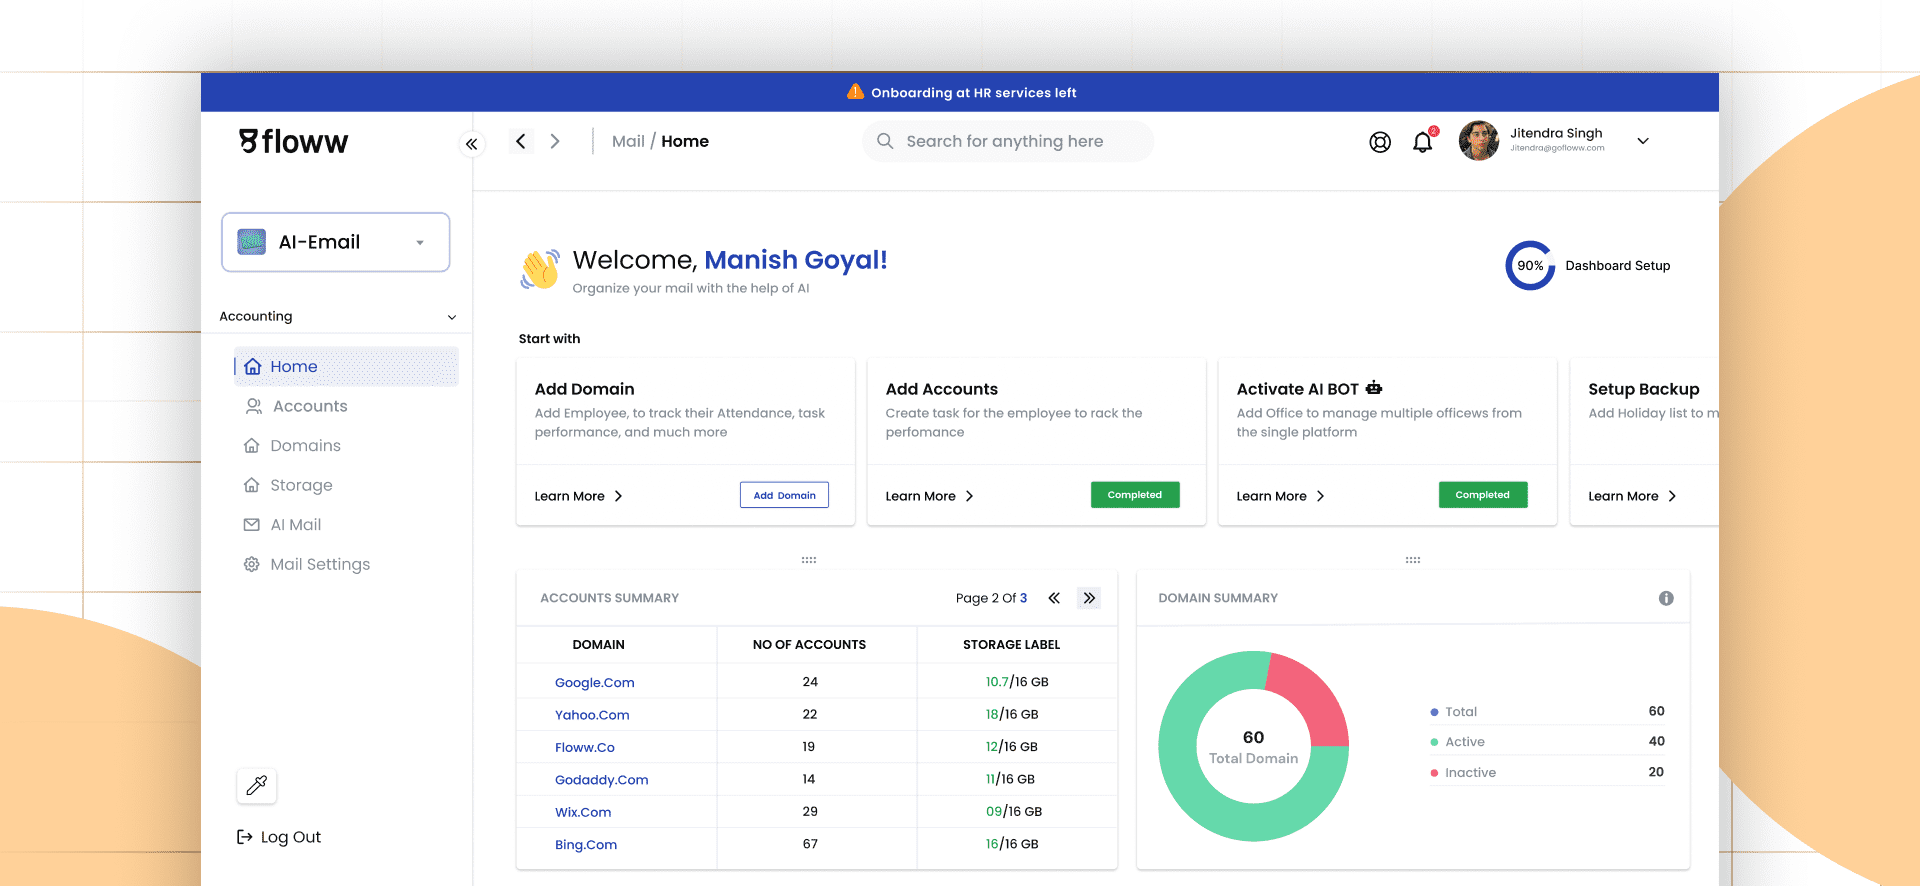 Onboarding at HR services left
floww
Mail / Home
Search for anything here
2
Jitendra Singh
Jitendra@gofloww.com
AI-Email
Accounting
Home
Accounts
Domains
Storage
AI Mail
Mail Settings
Log Out
Welcome, Manish Goyal!
Organize your mail with the help of AI
90%
Dashboard Setup
Start with
Add Domain
Add Employee, to track their Attendance, task
performance, and much more
Learn More
Add Domain
Add Accounts
Create task for the employee to rack the
perfomance
Learn More
Completed
Activate AI BOT
Add Office to manage multiple officews from
the single platform
Learn More
Completed
Setup Backup
Add Holiday list to m
Learn More
ACCOUNTS SUMMARY
Page 2 Of 3
DOMAIN NO OF ACCOUNTS STORAGE LABEL
Google.Com 24 10.7/16 GB
Yahoo.Com 22 18/16 GB
Floww.Co 19 12/16 GB
Godaddy.Com 14 11/16 GB
Wix.Com 29 09/16 GB
Bing.Com 67 16/16 GB
DOMAIN SUMMARY
60
Total Domain
Total 60
Active 40
Inactive 20